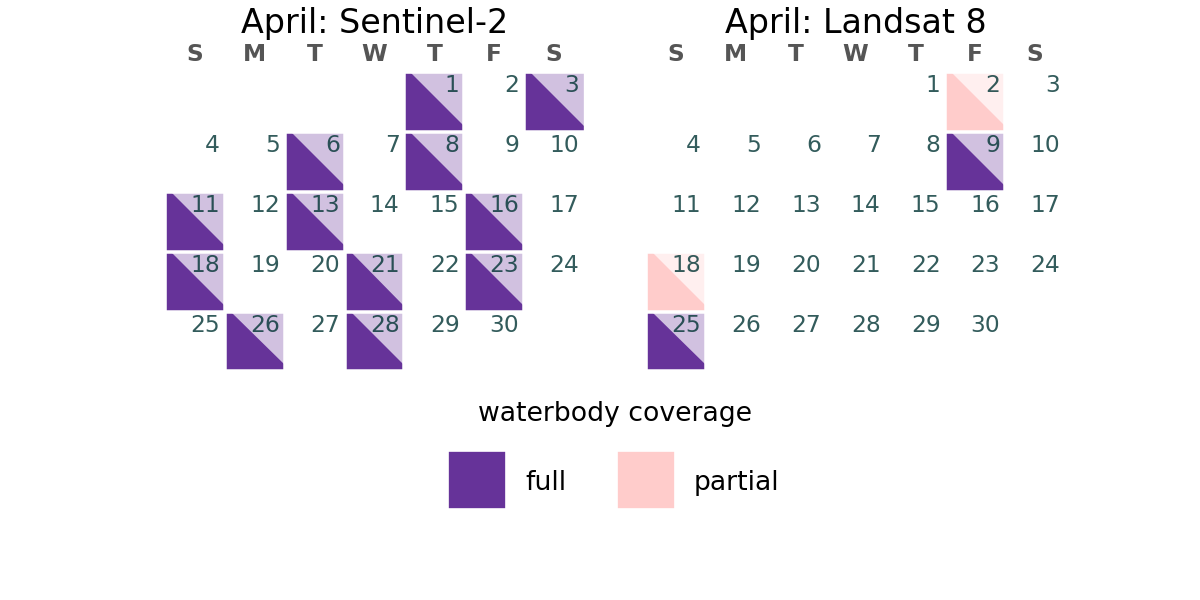 April: Sentinel-2
S M T W T F S
1 2 3
4 5 6 7 8 9 10
11 12 13 14 15 16 17
18 19 20 21 22 23 24
25 26 27 28 29 30
April: Landsat 8
S M T W T F S
1 2 3
4 5 6 7 8 9 10
11 12 13 14 15 16 17
18 19 20 21 22 23 24
25 26 27 28 29 30
waterbody coverage
full
partial